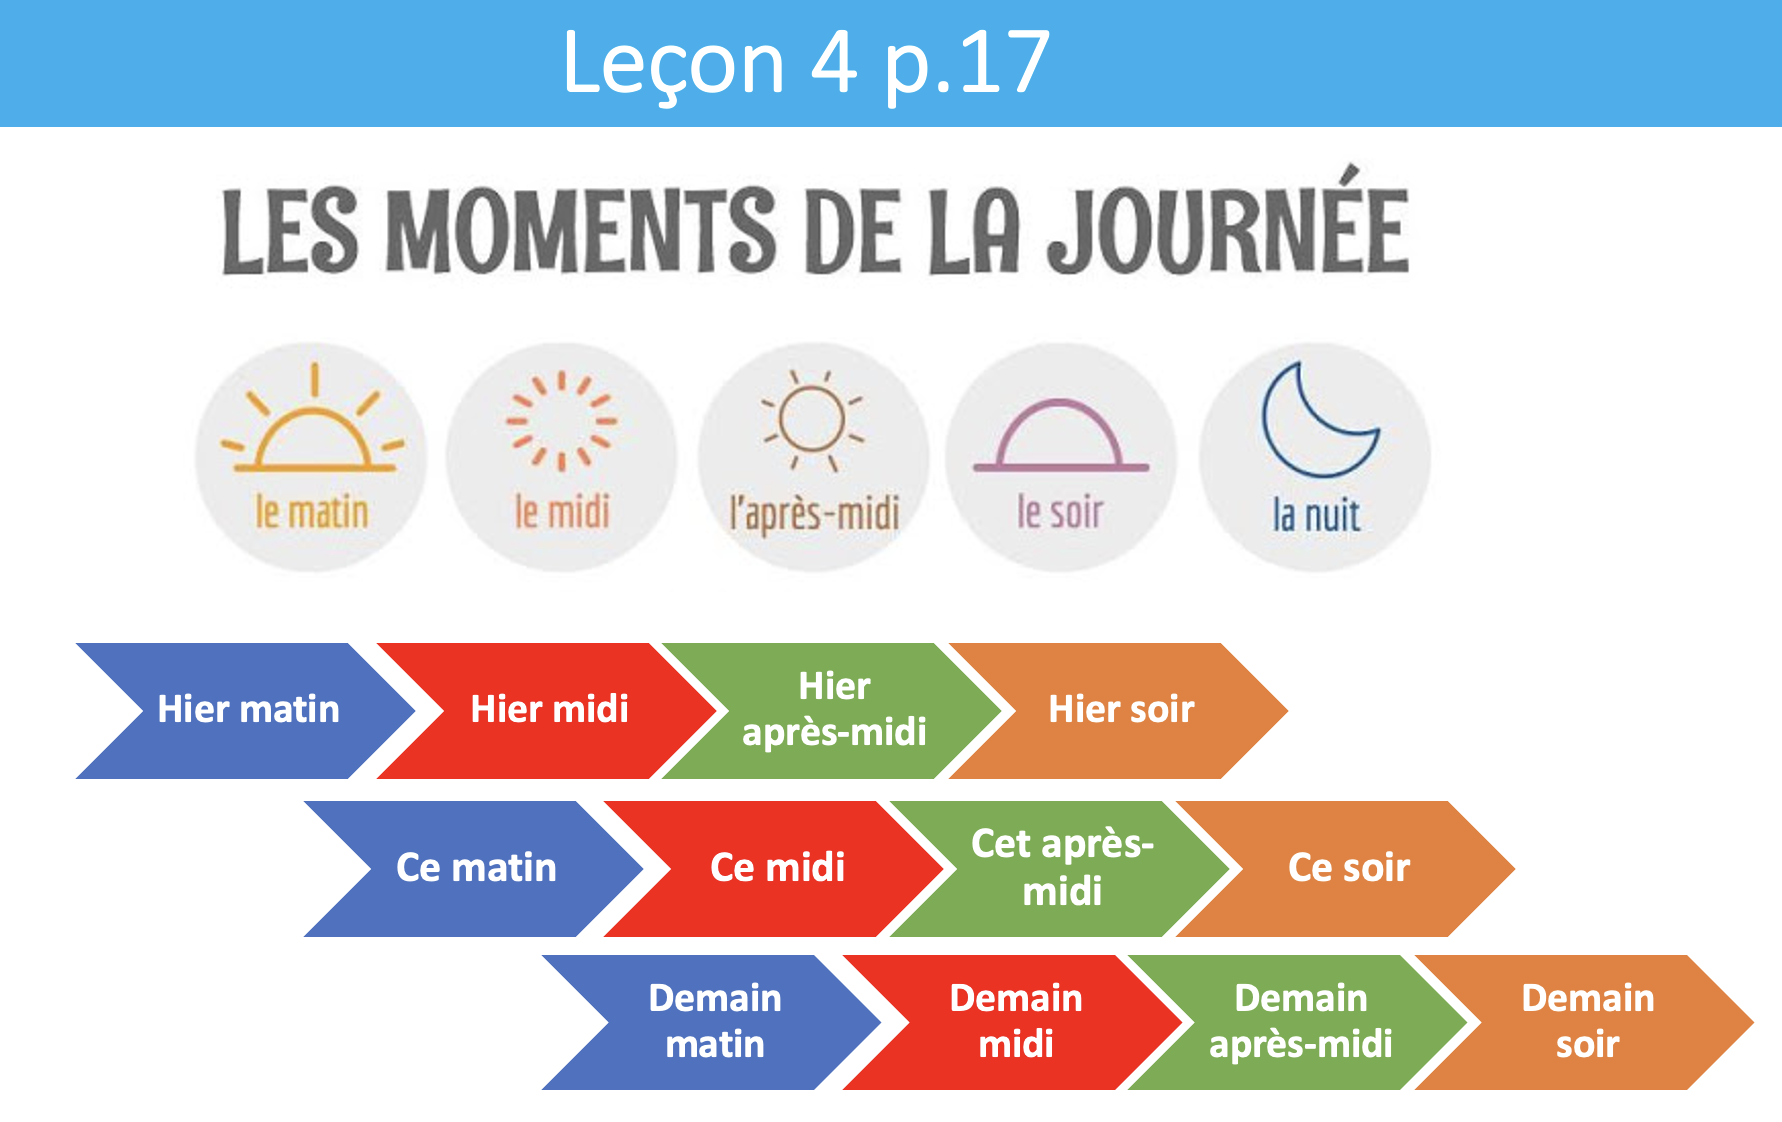 Leçon 4 p.17
LES MOMENTS DE LA JOURNÉE
le matin
le midi
l'après-midi
le soir
la nuit
Hier matin
Hier midi
Hier
après-midi
Hier soir
Ce matin
Ce midi
Cet après-
midi
Ce soir
Demain
matin
Demain
midi
Demain
après-midi
Demain
soir